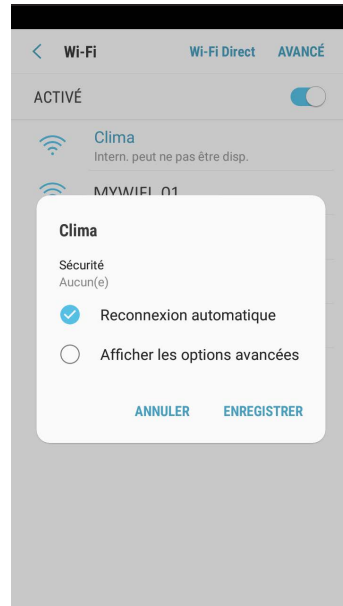 Wi-Fi Wi-Fi Direct AVANCÉ
ACTIVÉ
Clima
Intern. peut ne pas être disp.
MYWIFI_01
Clima
Sécurité
Aucun(e)
Reconnexion automatique
Afficher les options avancées
ANNULER ENREGISTRER